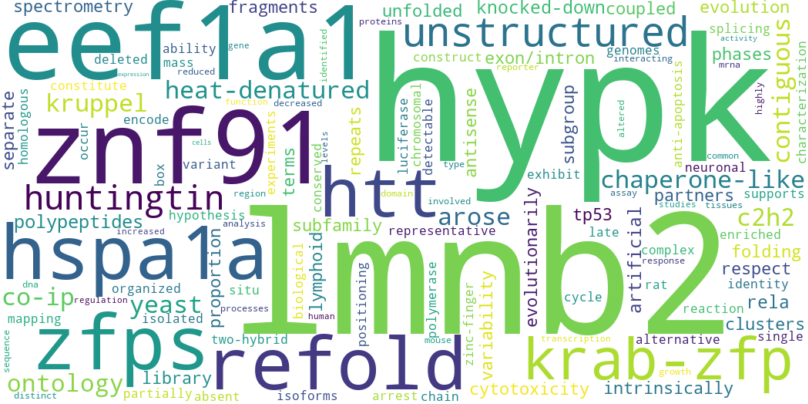 spectrometry
fragments
unfolded
knocked-down
coupled
evolution
eef1a1
unstructured
splicing
activity
deleted
ability
gene
proteins
identified
construct
exon/intron
genomes
interacting
phases
contiguous
characterization
expression
mass
reduced
heat-denatured
hypk
reporter
mrna
constitute
kruppel
function
decreased
separate
homologous
occur
encode
znf91
experiments
terms
repeats
luciferase
chromosomal
detectable
antisense
subgroup
altered
anti-apoptosis
highly
common
box
variant
cells
conserved
levels
type
exhibit
neuronal
region
domain
involved
assay
tissues
chaperone-like
huntingtin
htt
studies
supports
polypeptides
hypothesis
arose
evolutionarily
tp53
partners
c2h2
increased
analysis
subfamily
representative
late
artificial
enriched
hspa1a
proportion
lmnb2
complex
folding
biological
lymphoid
response
respect
dna
organized
situ
positioning
polymerase
variability
cycle
rat
identity
co-ip
regulation
yeast
processes
human
zinc-finger
reaction
rela
mapping
isolated
clusters
sequence
zfps
two-hybrid
mouse
transcription
alternative
single
refold
krab-zfp
ontology
library
growth
partially
absent
isoforms
arrest
chain
cytotoxicity
intrinsically
distinct